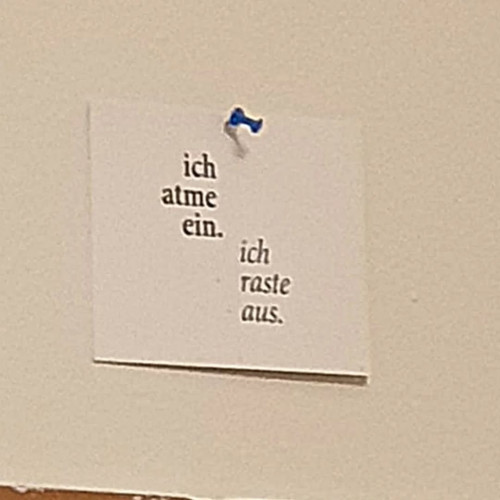 ich
atme
ein.
ich
raste
aus.